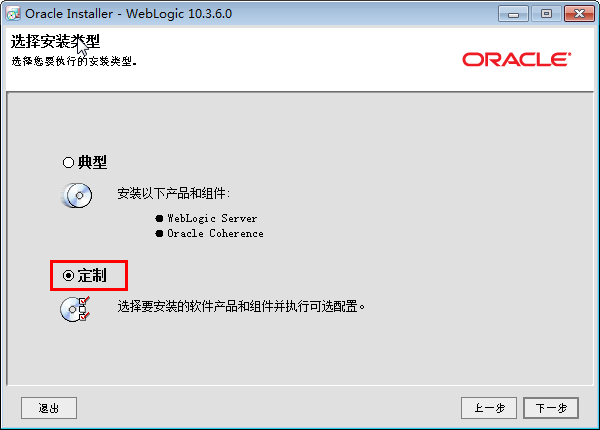 Oracle Installer - WebLogic 10.3.6.0
选择安装类型
选择您要执行的安装类型。
ORACLE
典型
安装以下产品和组件:
WebLogic Server
Oracle Coherence
定制
选择要安装的软件产品和组件并执行可选配置。
退出
上一步
下一步